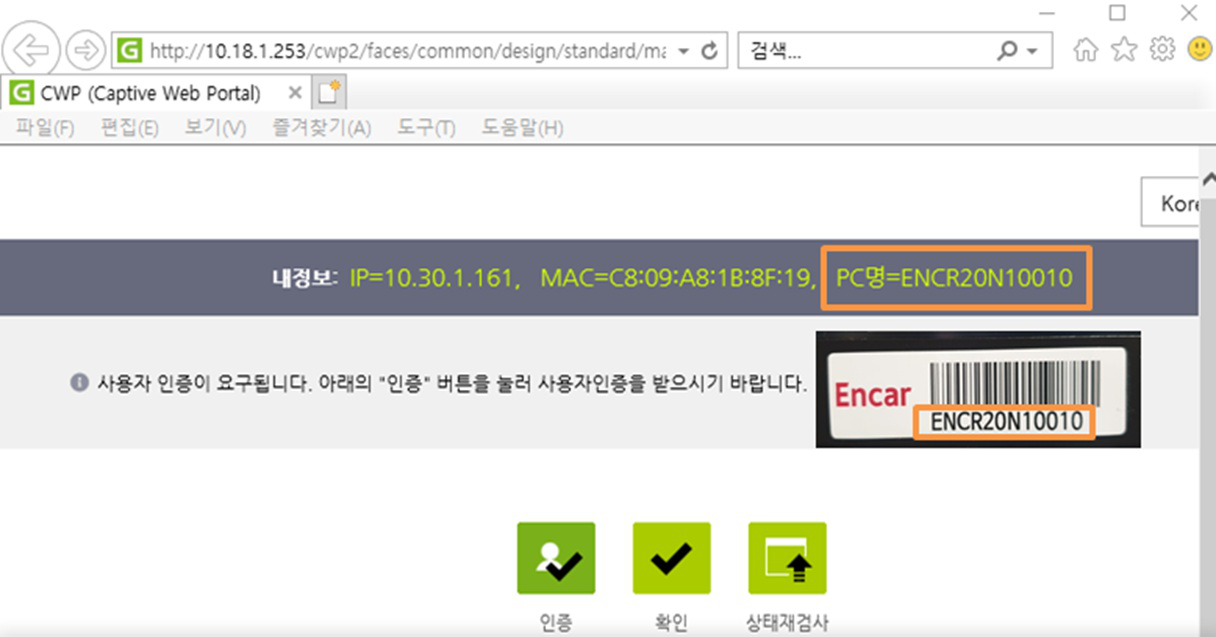 http://10.18.1.253/cwp2/faces/common/design/standard/ma
검색...
CWP (Captive Web Portal)
파일(F) 편집(E) 보기(V) 즐겨찾기(A) 도구(T) 도움말(H)
Kore
내정보: IP=10.30.1.161, MAC=C8:09:A8:1B:8F:19, PC명=ENCR20N10010
사용자 인증이 요구됩니다. 아래의 "인증" 버튼을 눌러 사용자인증을 받으시기 바랍니다.
Encar
ENCR20N10010
인증 확인 상태재검사